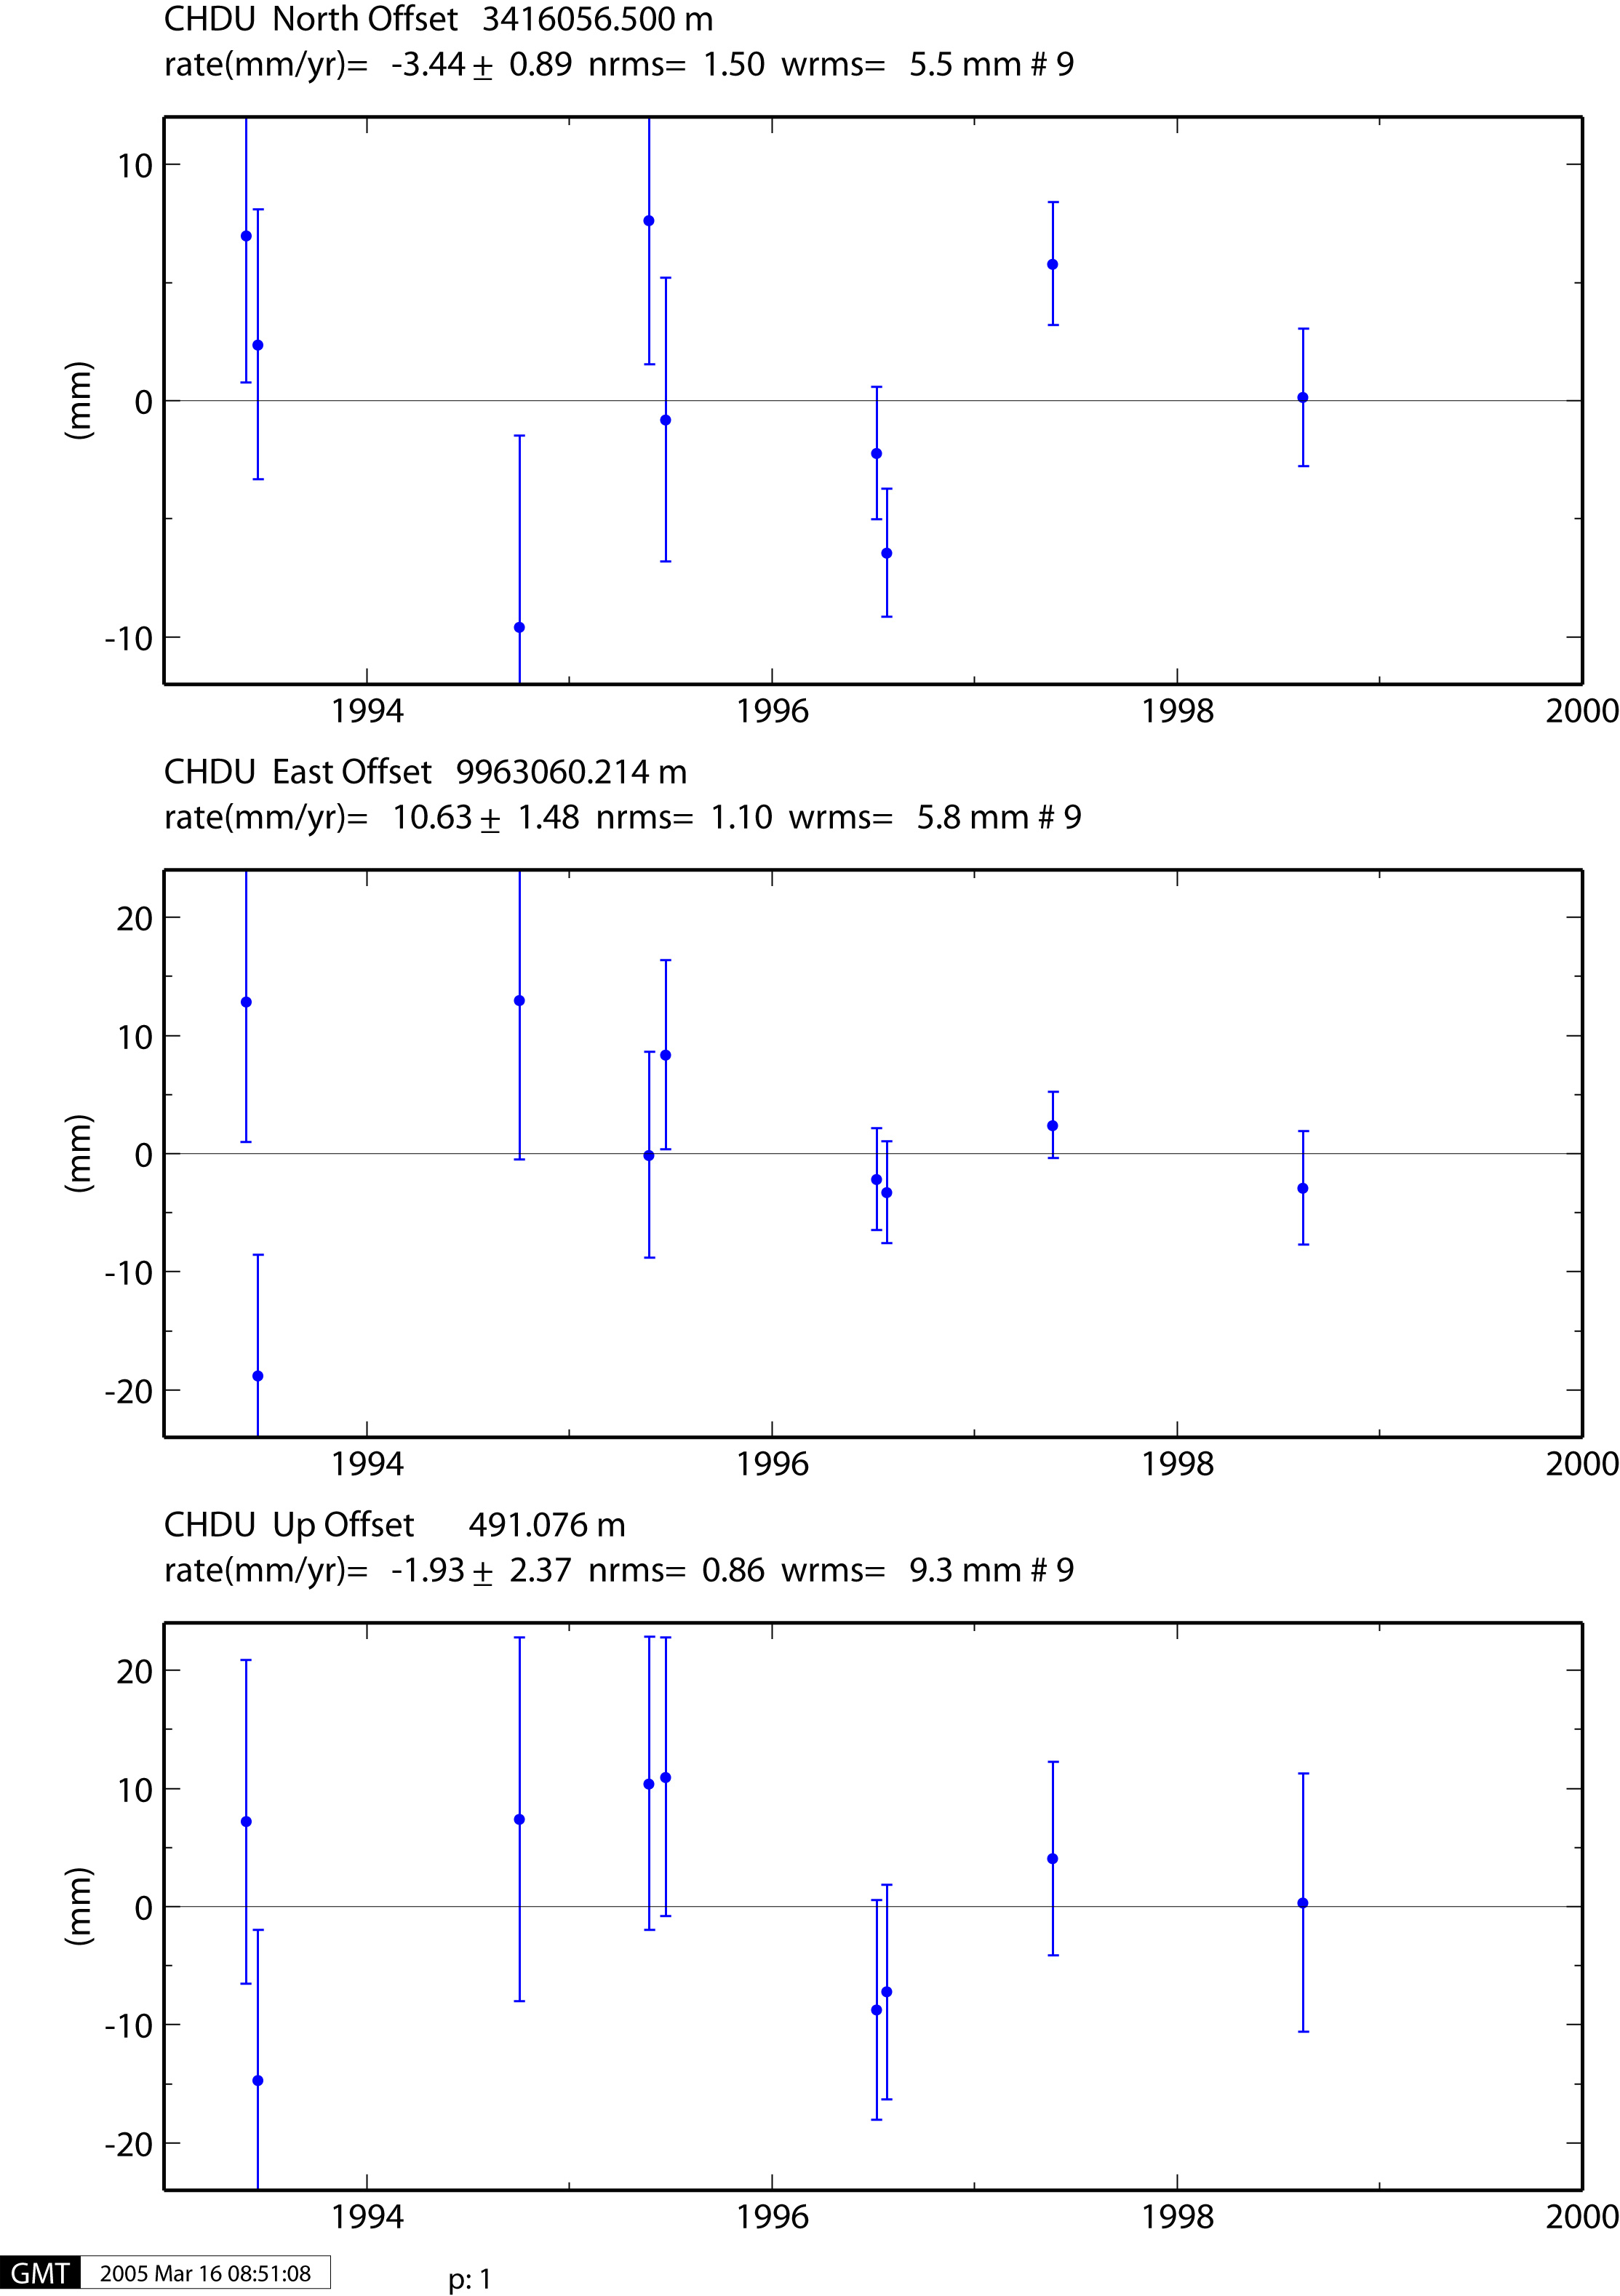 CHDU North Offset 3416056.500 m
rate(mm/yr)= -3.44 ± 0.89 nrms= 1.50 wrms= 5.5 mm # 9
10
0
-10
(mm)
1994 1996 1998 2000
CHDU East Offset 9963060.214 m
rate(mm/yr)= 10.63 ± 1.48 nrms= 1.10 wrms= 5.8 mm # 9
20
10
0
-10
-20
(mm)
1994 1996 1998 2000
CHDU Up Offset 491.076 m
rate(mm/yr)= -1.93 ± 2.37 nrms= 0.86 wrms= 9.3 mm # 9
20
10
0
-10
-20
(mm)
1994 1996 1998 2000
GMT 2005 Mar 16 08:51:08
p: 1